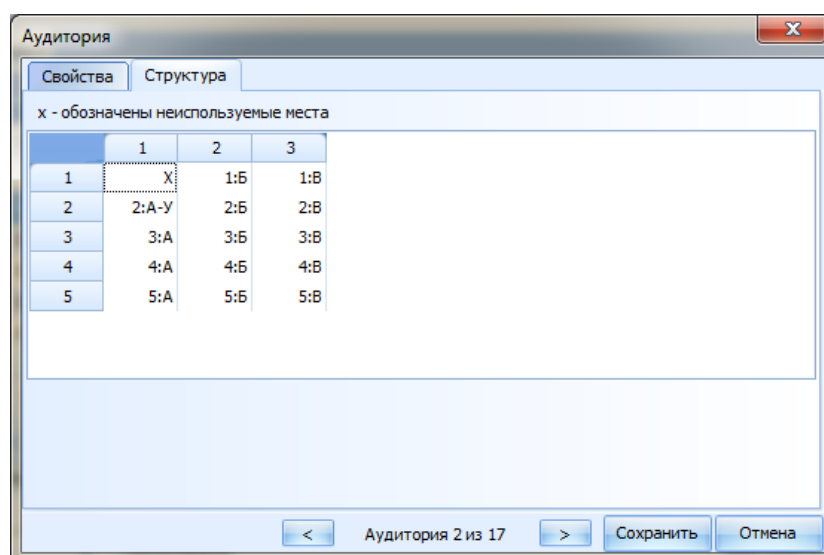 Аудитория
Свойства Структура
x - обозначены неиспользуемые места
1 2 3
1 X 1:Б 1:В
2 2:А-У 2:Б 2:В
3 3:А 3:Б 3:В
4 4:А 4:Б 4:В
5 5:А 5:Б 5:В
< Аудитория 2 из 17 > Сохранить Отмена